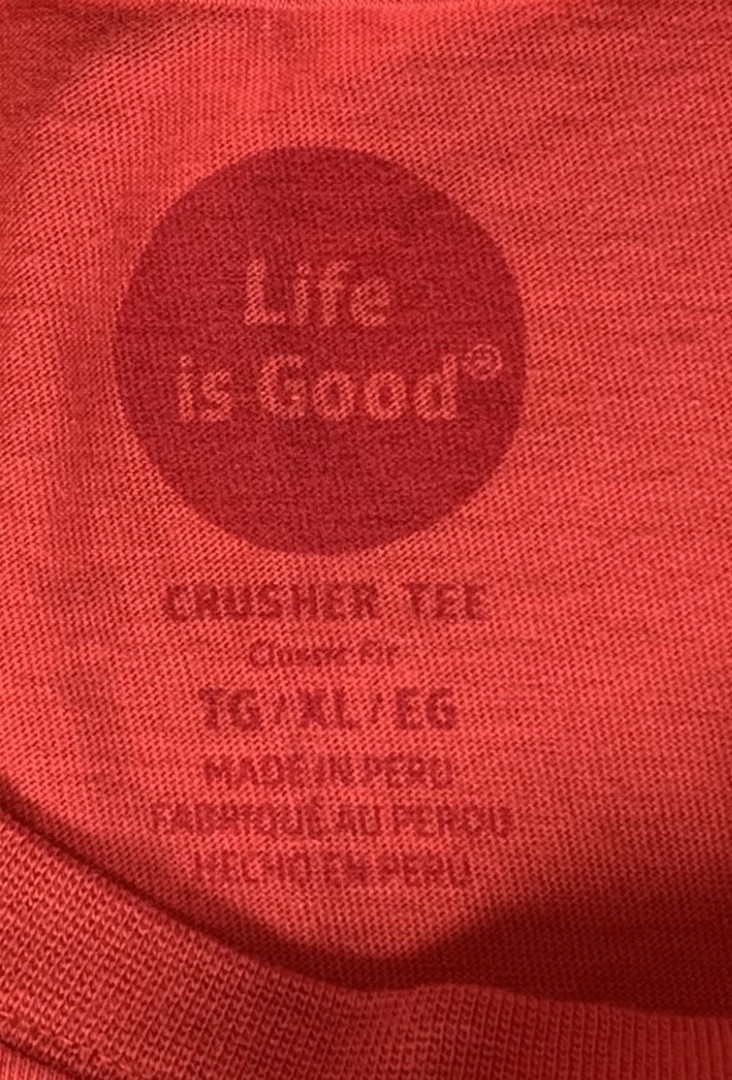 Life
is Good®
CRUSHER TEE
Classic Fit
TG / XL / EG
MADE IN PERU
FABRIQUÉ AU PEROU
HECHO EN PERU